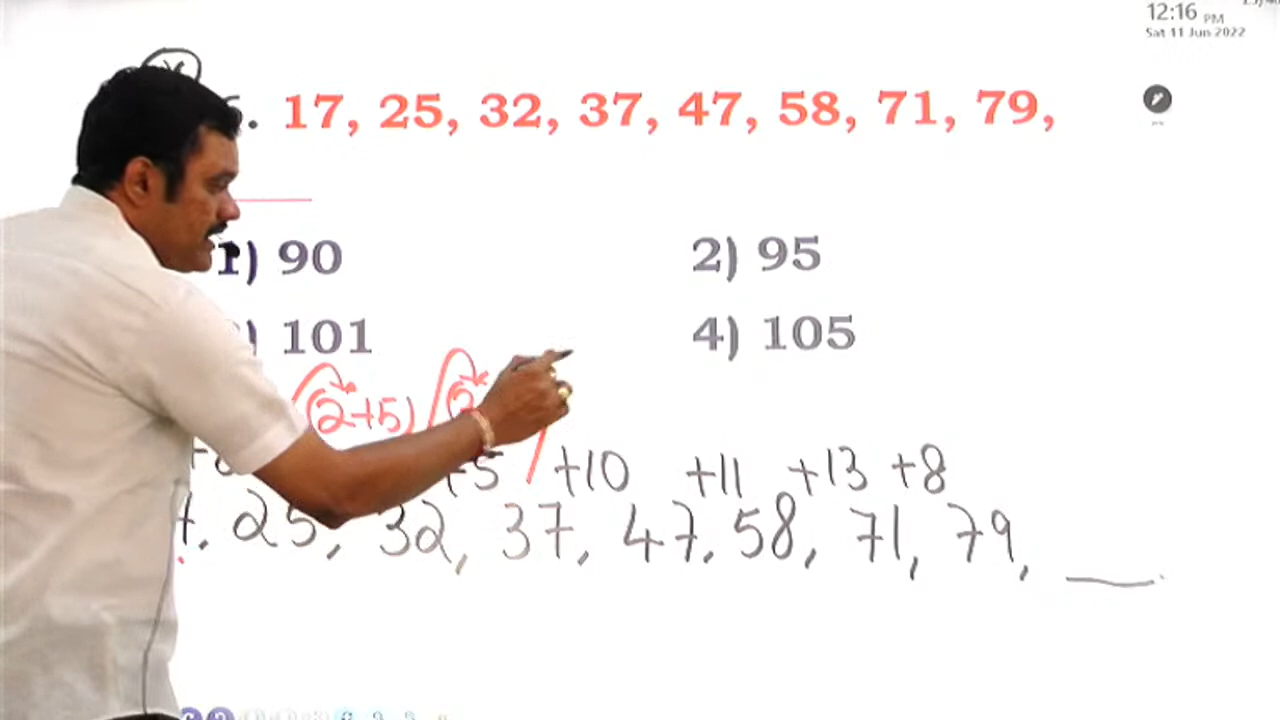 12:16 PM
Sat 11 Jun 2022
17, 25, 32, 37, 47, 58, 71, 79,
1) 90 2) 95
101 4) 105
(2+5)
+5 +10 +11 +13 +8
25, 32, 37, 47, 58, 71, 79, __